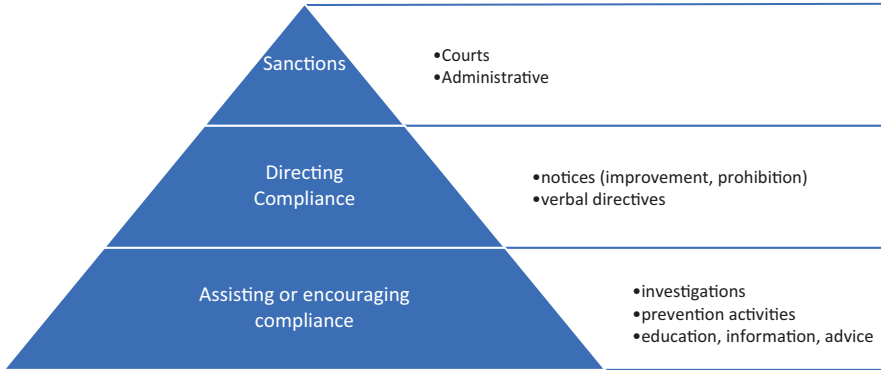 Sanctions
•Courts
•Administrative
Directing
Compliance
•notices (improvement, prohibition)
•verbal directives
Assisting or encouraging
compliance
•investigations
•prevention activities
•education, information, advice